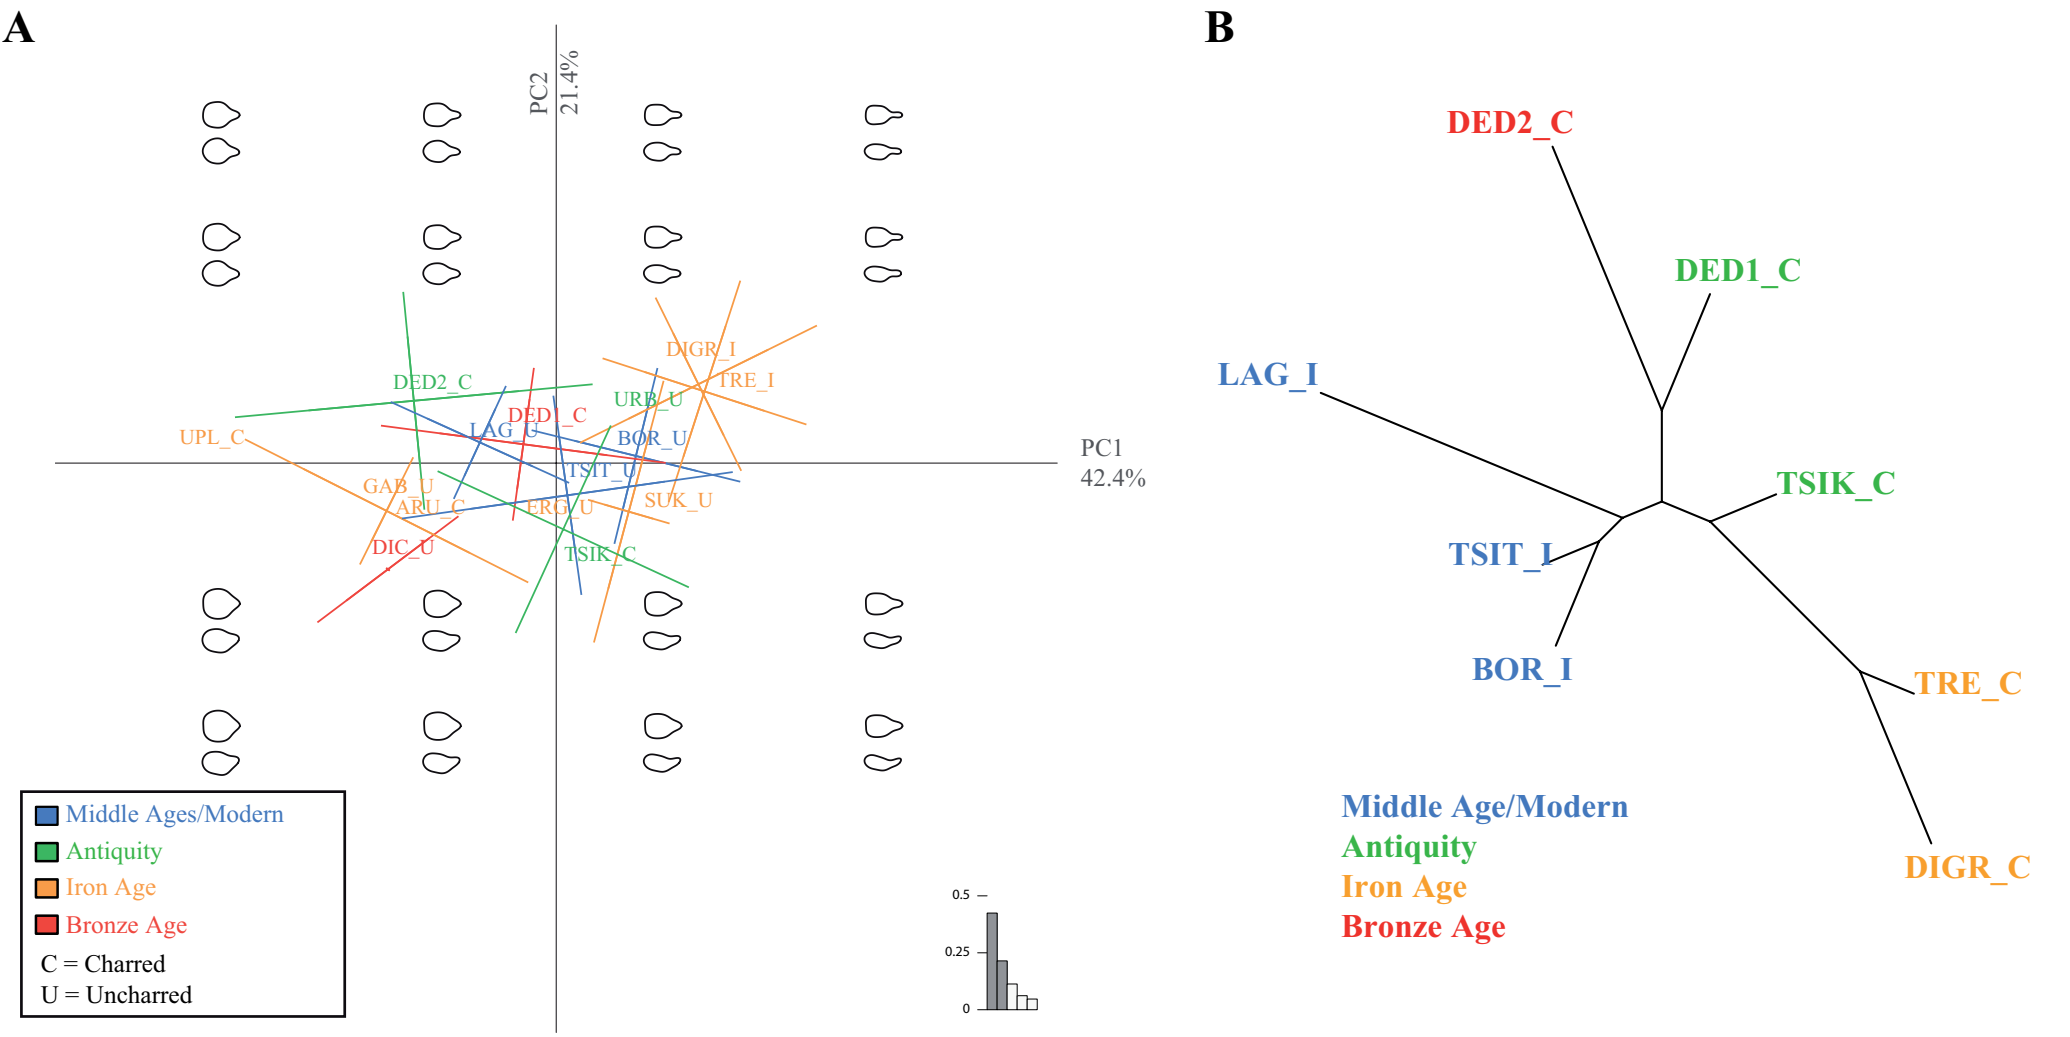 A
PC2
21.4%
DIGR_I
TRE_I
DED2_C
URB_U
DED1_C
LAG_U
BOR_U
UPL_C
PC1
42.4%
TSIT_U
GAB_U
ARU_C
ERG_U
SUK_U
DIC_U
TSIK_C
Middle Ages/Modern
Antiquity
Iron Age
Bronze Age
C = Charred
U = Uncharred
0.5
0.25
0
B
DED2_C
DED1_C
LAG_I
TSIK_C
TSIT_I
BOR_I
TRE_C
DIGR_C
Middle Age/Modern
Antiquity
Iron Age
Bronze Age